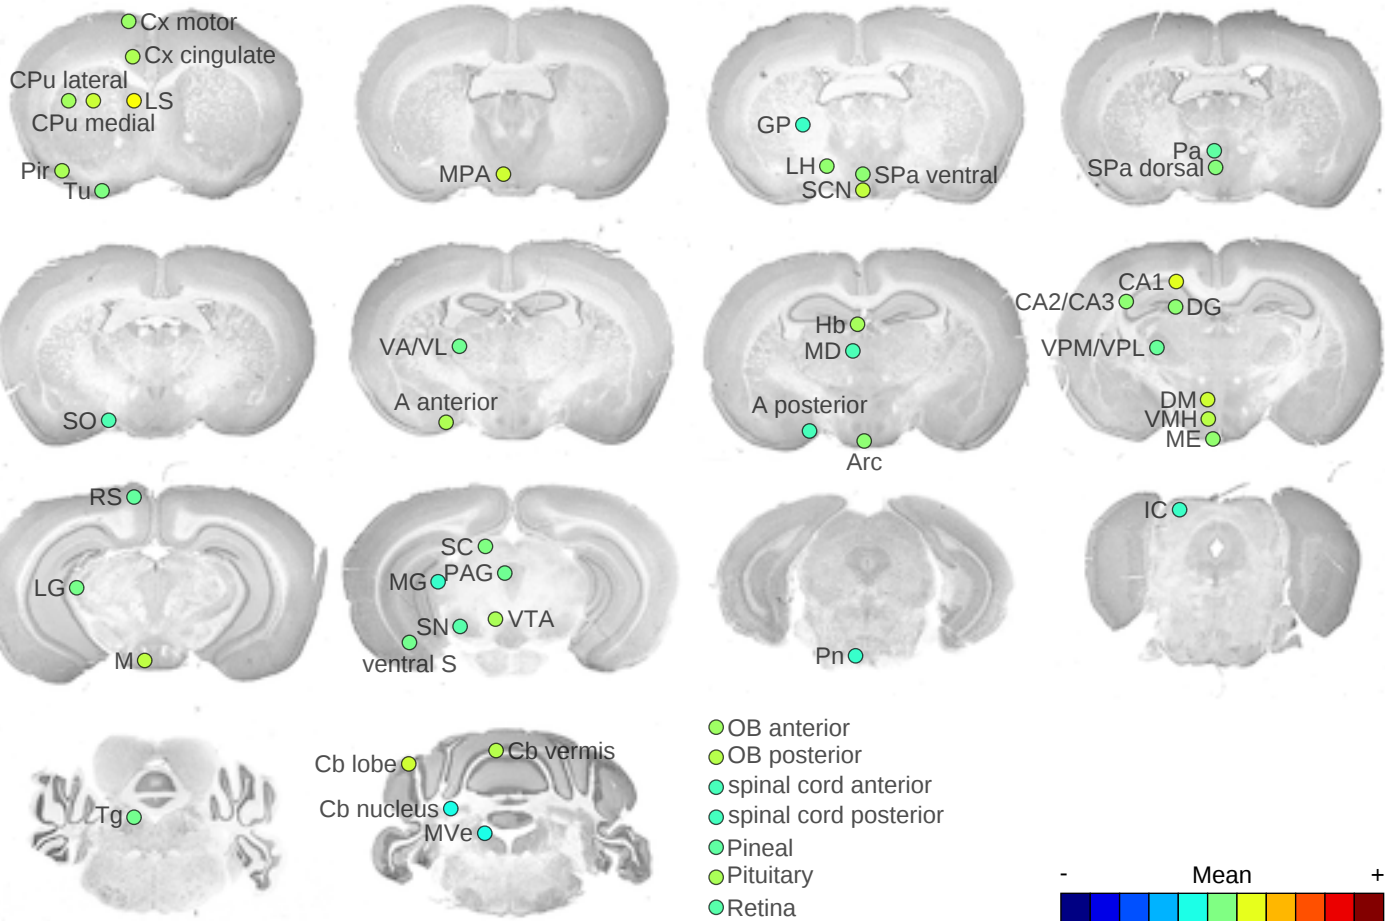 Cx motor
Cx cingulate
CPu lateral
LS
CPu medial
Pir
Tu
MPA
GP
LH
SPa ventral
SCN
Pa
SPa dorsal
SO
VA/VL
A anterior
Hb
MD
A posterior
Arc
CA1
CA2/CA3
DG
VPM/VPL
DM
VMH
ME
RS
LG
M
SC
MG
PAG
SN
VTA
ventral S
Pn
IC
Tg
Cb lobe
Cb vermis
Cb nucleus
MVe
OB anterior
OB posterior
spinal cord anterior
spinal cord posterior
Pineal
Pituitary
Retina
- Mean +